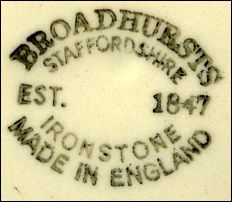 BROADHURSTS
STAFFORDSHIRE
EST. 1847
IRONSTONE
MADE IN ENGLAND